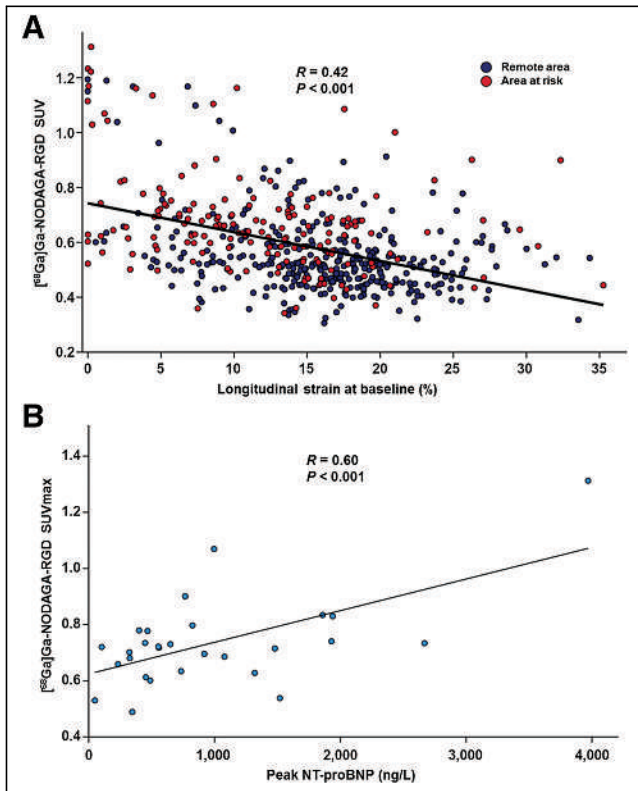 A
R = 0.42
P < 0.001
Remote area
Area at risk
[⁶⁸Ga]Ga-NODAGA-RGD SUV
1.2
1.0
0.8
0.6
0.4
0.2
0 5 10 15 20 25 30 35
Longitudinal strain at baseline (%)
B
R = 0.60
P < 0.001
[⁶⁸Ga]Ga-NODAGA-RGD SUVmax
1.4
1.2
1.0
0.8
0.6
0.4
0 1,000 2,000 3,000 4,000
Peak NT-proBNP (ng/L)